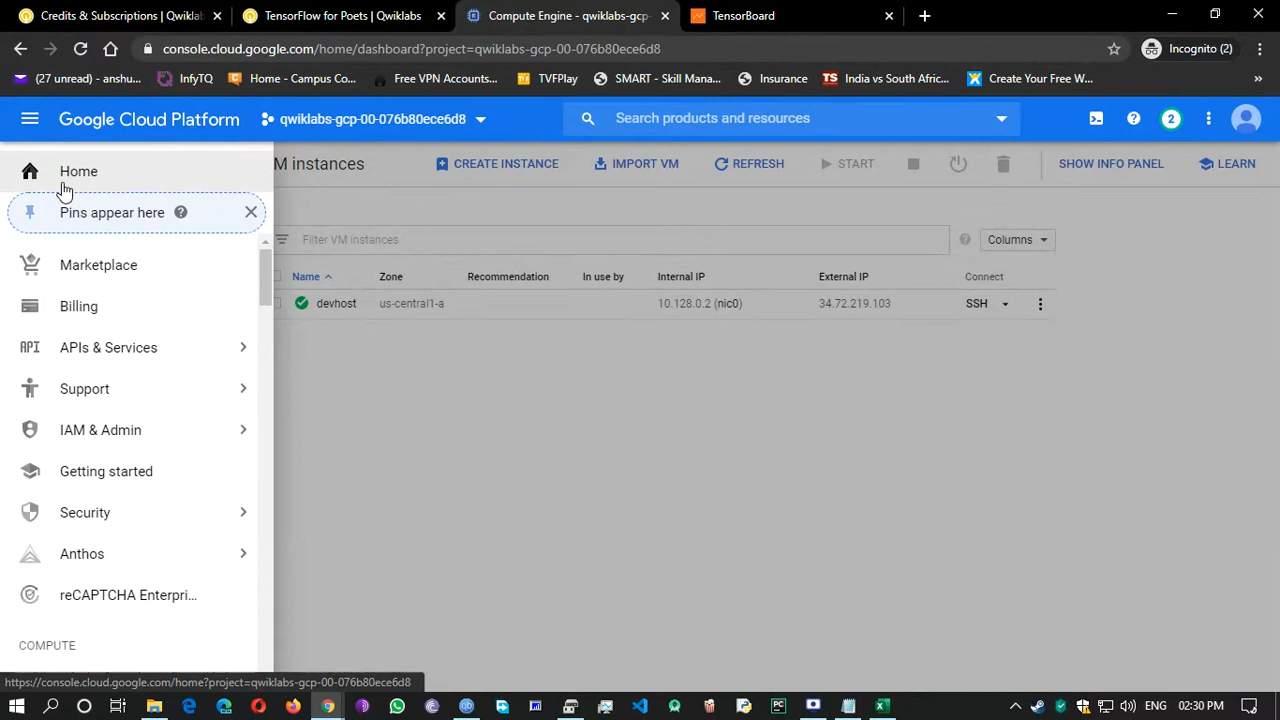 Credits & Subscriptions | Qwiklab
TensorFlow for Poets | Qwiklabs
Compute Engine - qwiklabs-gcp-
TensorBoard
console.cloud.google.com/home/dashboard?project=qwiklabs-gcp-00-076b80ece6d8
Incognito (2)
(27 unread) - anshu...
InfyTQ
Home - Campus Co...
Free VPN Accounts...
TVFPlay
SMART - Skill Mana...
Insurance
TS India vs South Afric...
Create Your Free W...
»
Google Cloud Platform
qwiklabs-gcp-00-076b80ece6d8
Search products and resources
2
Home
M instances
CREATE INSTANCE
IMPORT VM
REFRESH
START
SHOW INFO PANEL
LEARN
Pins appear here
Filter VM instances
Columns
Marketplace
Name
Zone
Recommendation
In use by
Internal IP
External IP
Connect
Billing
devhost
us-central1-a
10.128.0.2 (nic0)
34.72.219.103
SSH
API APIs & Services
Support
IAM & Admin
Getting started
Security
Anthos
reCAPTCHA Enterpri...
COMPUTE
https://console.cloud.google.com/home?project=qwiklabs-gcp-00-076b80ece6d8
ENG
02:30 PM